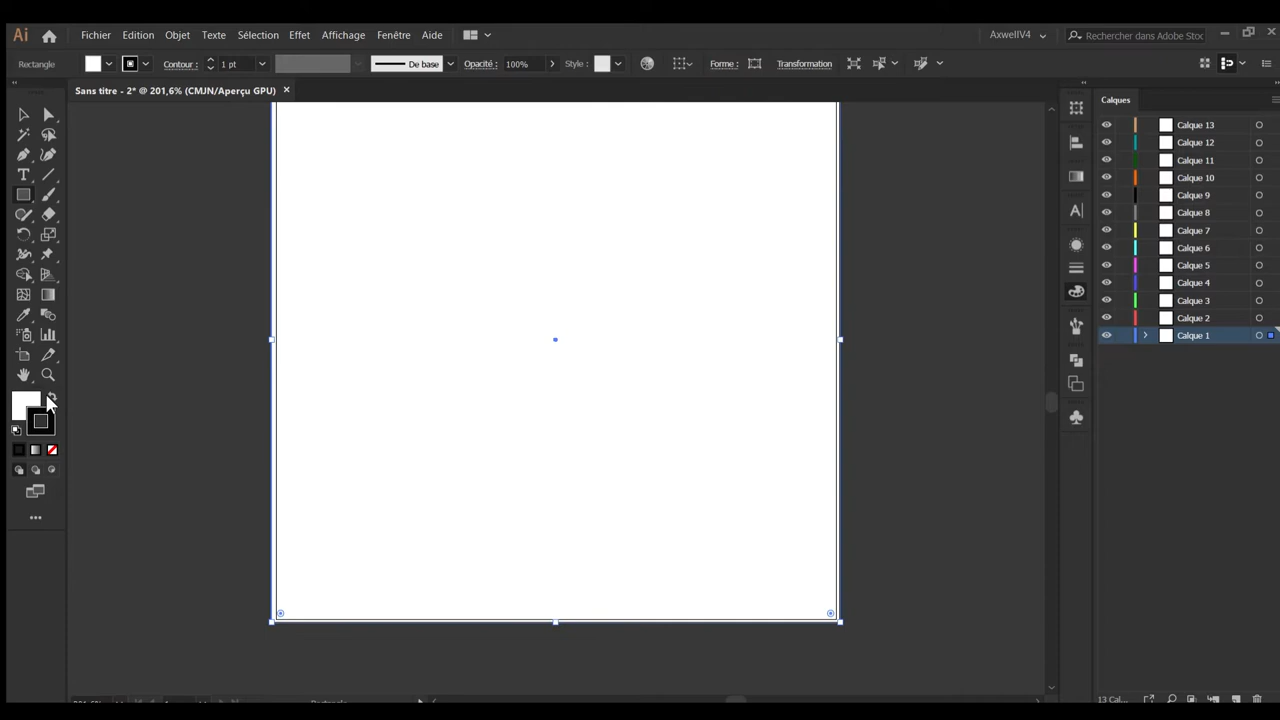 Ai Fichier Edition Objet Texte Sélection Effet Affichage Fenêtre Aide AxwellV4 Rechercher dans Adobe Stoc
Rectangle Contour : 1 pt De base Opacité : 100% Style : Forme : Transformation
Sans titre - 2* @ 201,6% (CMJN/Aperçu GPU)
Calques
Calque 13
Calque 12
Calque 11
Calque 10
Calque 9
Calque 8
Calque 7
Calque 6
Calque 5
Calque 4
Calque 3
Calque 2
Calque 1
13 Cal...